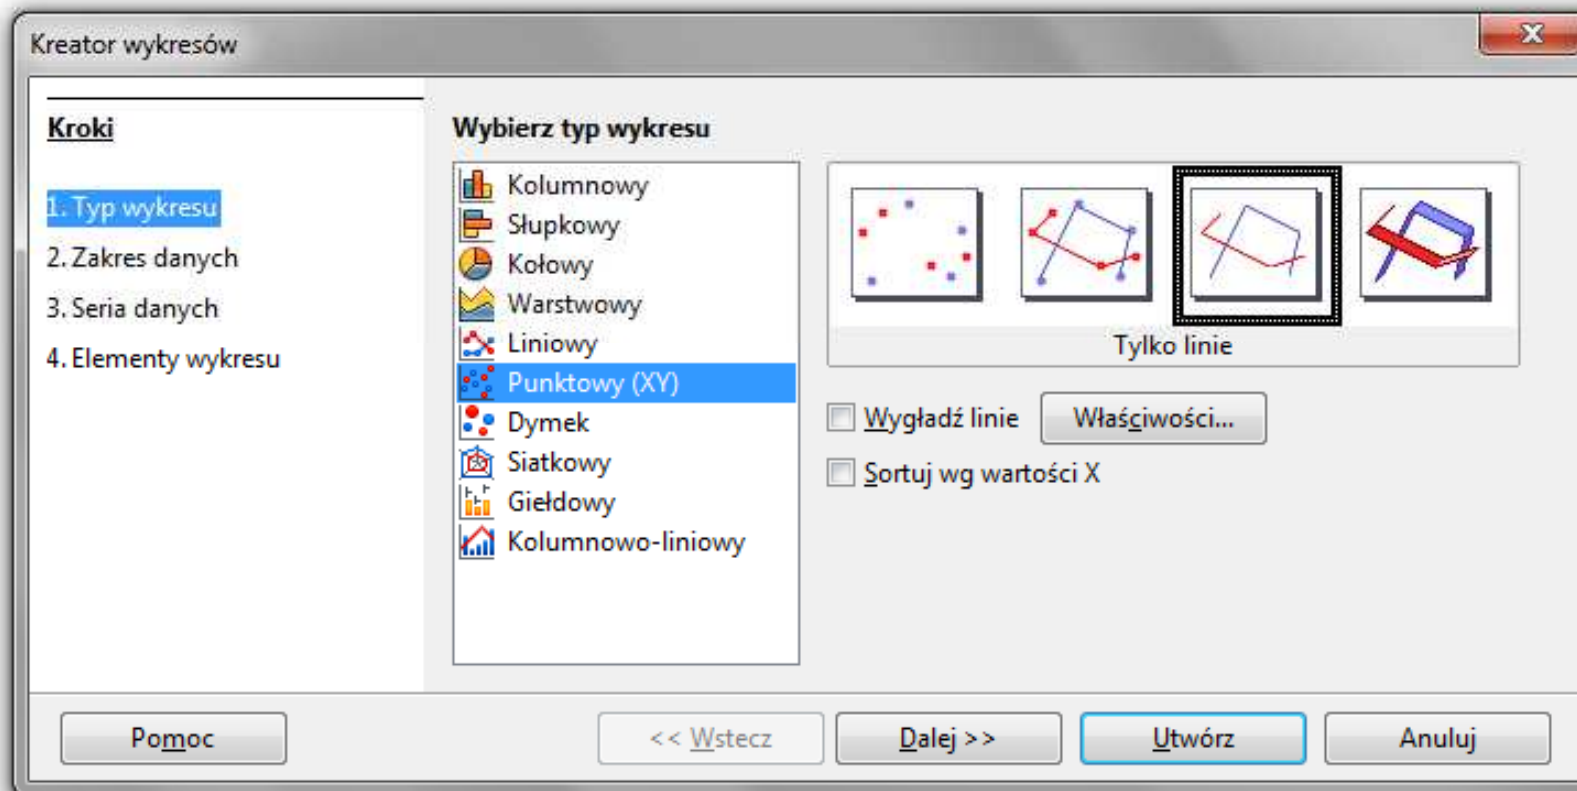 Kreator wykresów
Kroki
1. Typ wykresu
2. Zakres danych
3. Seria danych
4. Elementy wykresu
Wybierz typ wykresu
Kolumnowy
Słupkowy
Kołowy
Warstwowy
Liniowy
Punktowy (XY)
Dymek
Siatkowy
Giełdowy
Kolumnowo-liniowy
Tylko linie
Wygładź linie
Właściwości...
Sortuj wg wartości X
Pomoc
<< Wstecz
Dalej >>
Utwórz
Anuluj